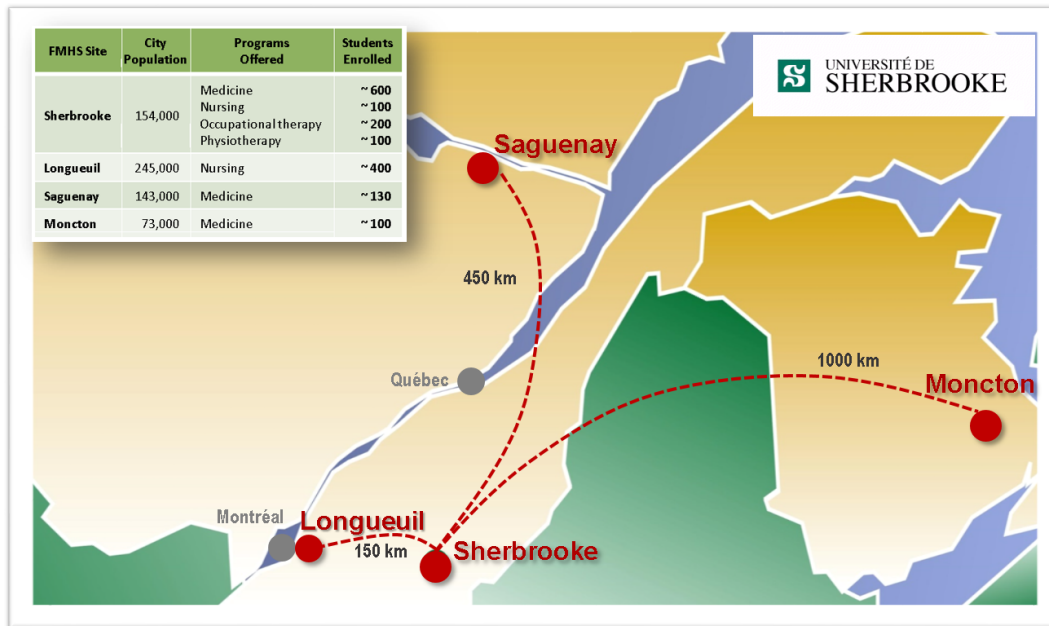 FMHS Site City Population Programs Offered Students Enrolled
Sherbrooke 154,000 Medicine ~ 600
Nursing ~ 100
Occupational therapy ~ 200
Physiotherapy ~ 100
Longueuil 245,000 Nursing ~ 400
Saguenay 143,000 Medicine ~ 130
Moncton 73,000 Medicine ~ 100
UNIVERSITÉ DE
SHERBROOKE
Saguenay
450 km
1000 km
Québec
Moncton
Montréal
Longueuil
150 km
Sherbrooke